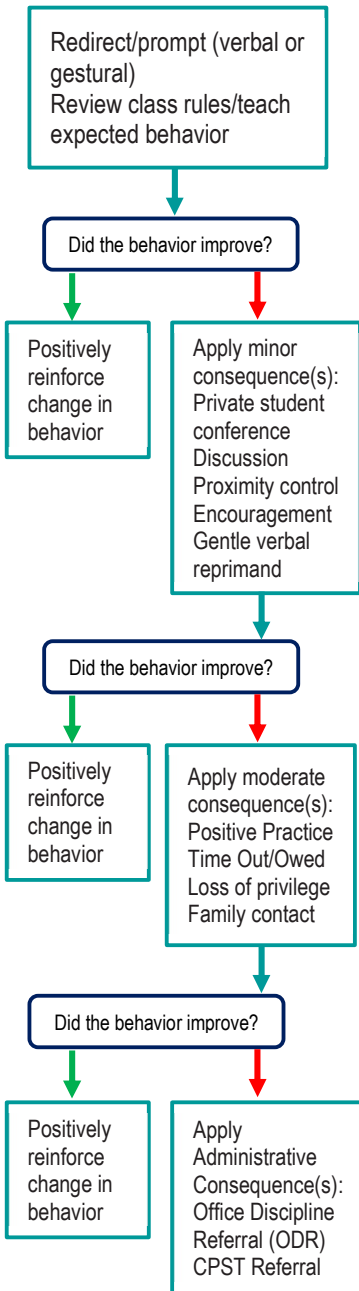 Redirect/prompt (verbal or
gestural)
Review class rules/teach
expected behavior
Did the behavior improve?
Positively
reinforce
change in
behavior
Apply minor
consequence(s):
Private student
conference
Discussion
Proximity control
Encouragement
Gentle verbal
reprimand
Did the behavior improve?
Positively
reinforce
change in
behavior
Apply moderate
consequence(s):
Positive Practice
Time Out/Owed
Loss of privilege
Family contact
Did the behavior improve?
Positively
reinforce
change in
behavior
Apply
Administrative
Consequence(s):
Office Discipline
Referral (ODR)
CPST Referral